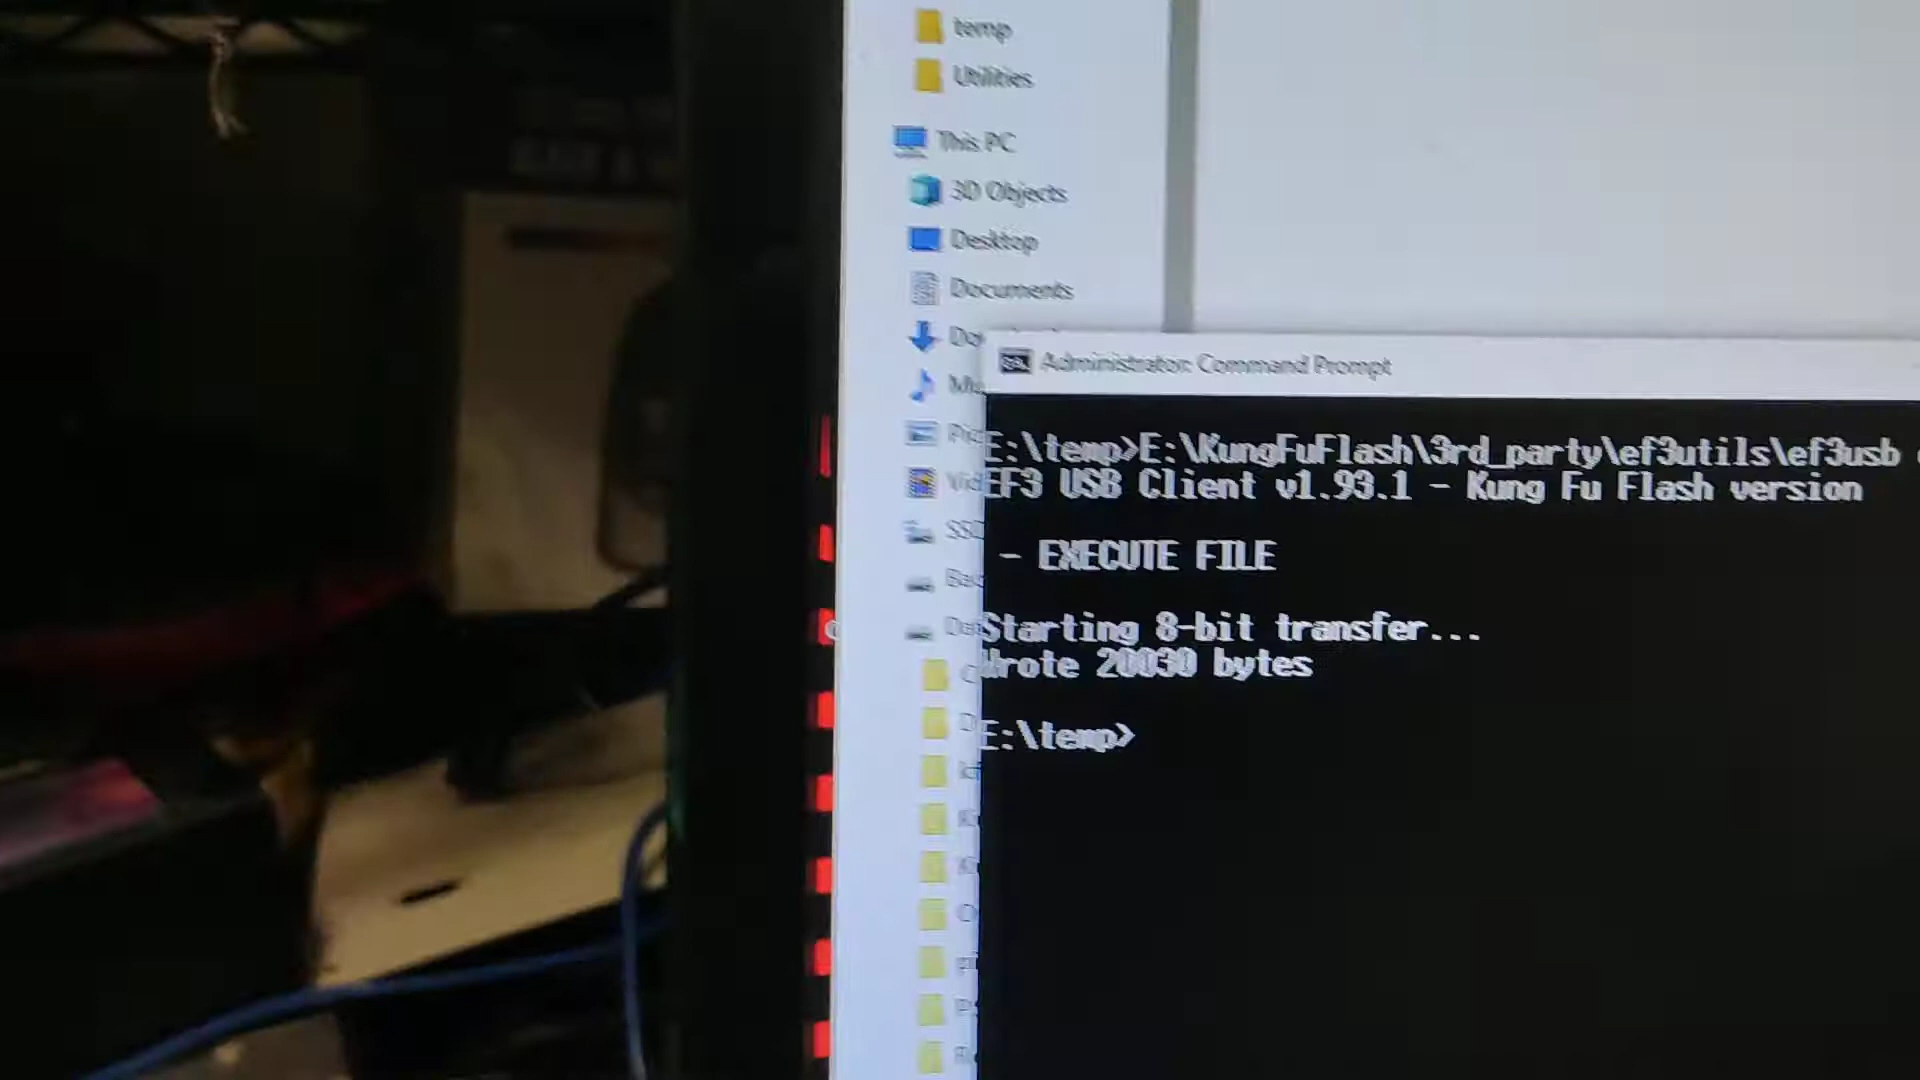 temp
Utilities
This PC
3D Objects
Desktop
Documents
Administrator: Command Prompt
E:\temp>E:\KungFuFlash\3rd_party\ef3utils\ef3usb
EF3 USB Client v1.93.1 - Kung Fu Flash version
- EXECUTE FILE
Starting 8-bit transfer...
Wrote 20030 bytes
E:\temp>